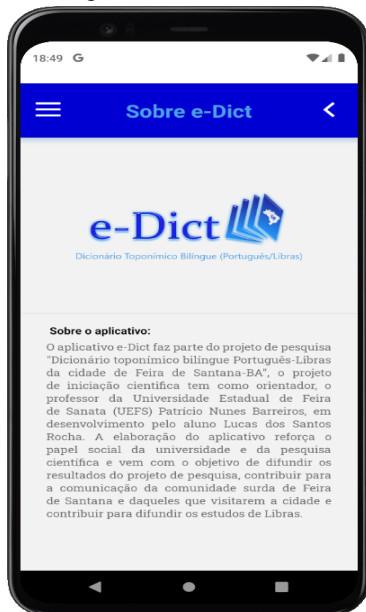 18:49 G
Sobre e-Dict
e-Dict
Dicionário Toponímico Bilíngue (Português/Libras)
Sobre o aplicativo:
O aplicativo e-Dict faz parte do projeto de pesquisa
"Dicionário toponímico bilíngue Português-Libras
da cidade de Feira de Santana-BA", o projeto
de iniciação cientifica tem como orientador, o
professor da Universidade Estadual de Feira
de Sanata (UEFS) Patrício Nunes Barreiros, em
desenvolvimento pelo aluno Lucas dos Santos
Rocha. A elaboração do aplicativo reforça o
papel social da universidade e da pesquisa
científica e vem com o objetivo de difundir os
resultados do projeto de pesquisa, contribuir para
a comunicação da comunidade surda de Feira
de Santana e daqueles que visitarem a cidade e
contribuir para difundir os estudos de Libras.